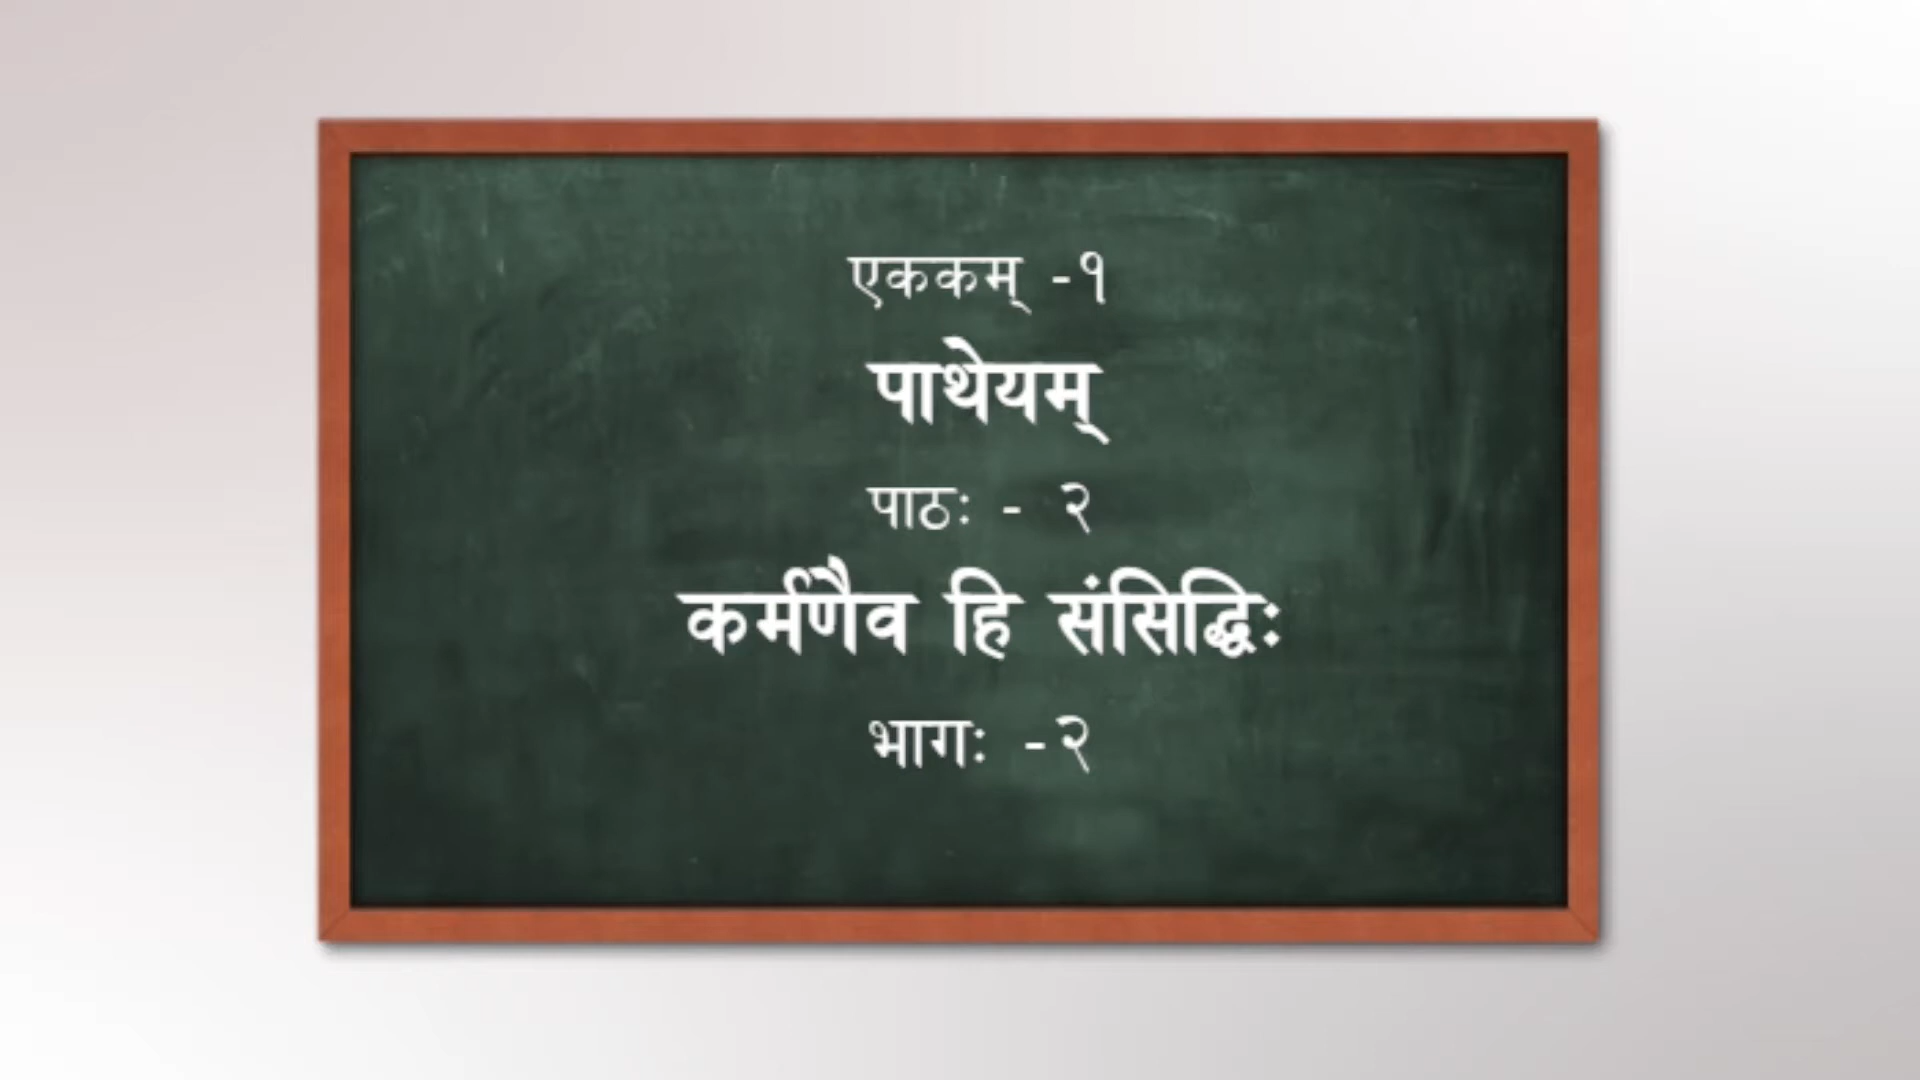 एककम् -१
पाथेयम्
पाठः - २
कर्मणैव हि संसिद्धिः
भागः -२